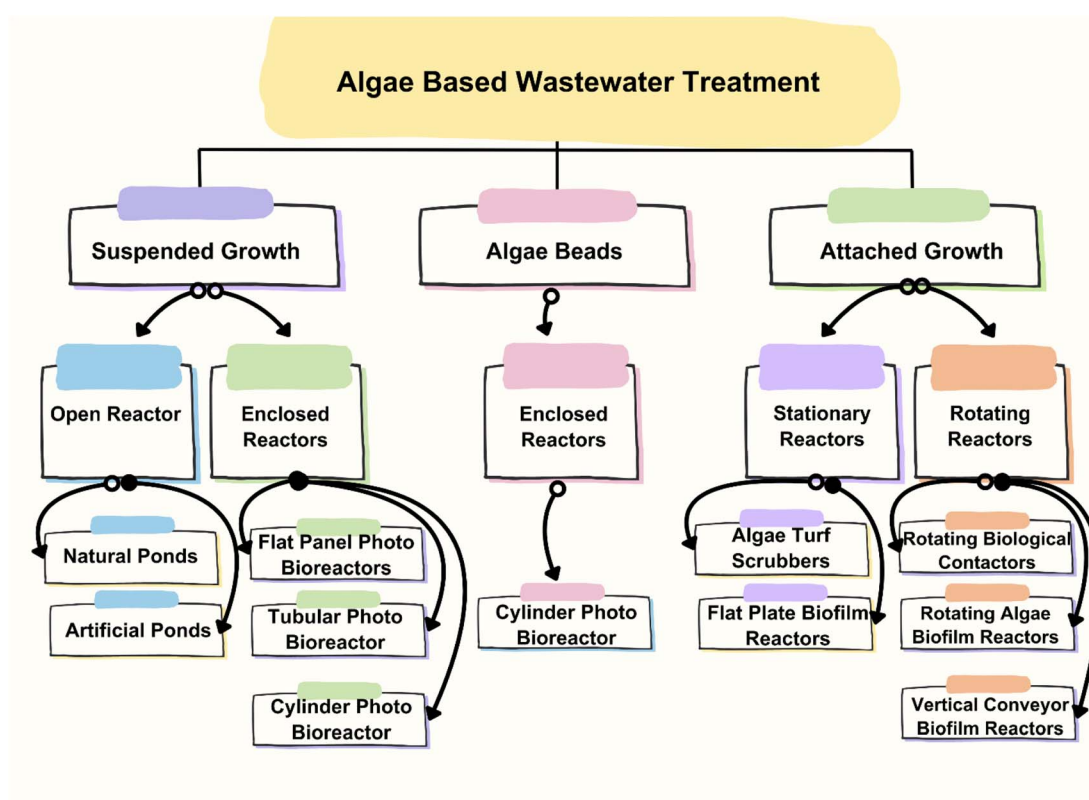 Algae Based Wastewater Treatment
Suspended Growth
Algae Beads
Attached Growth
Open Reactor
Enclosed
Reactors
Enclosed
Reactors
Stationary
Reactors
Rotating
Reactors
Natural Ponds
Artificial Ponds
Flat Panel Photo
Bioreactors
Tubular Photo
Bioreactor
Cylinder Photo
Bioreactor
Cylinder Photo
Bioreactor
Algae Turf
Scrubbers
Flat Plate Biofilm
Reactors
Rotating Biological
Contactors
Rotating Algae
Biofilm Reactors
Vertical Conveyor
Biofilm Reactors